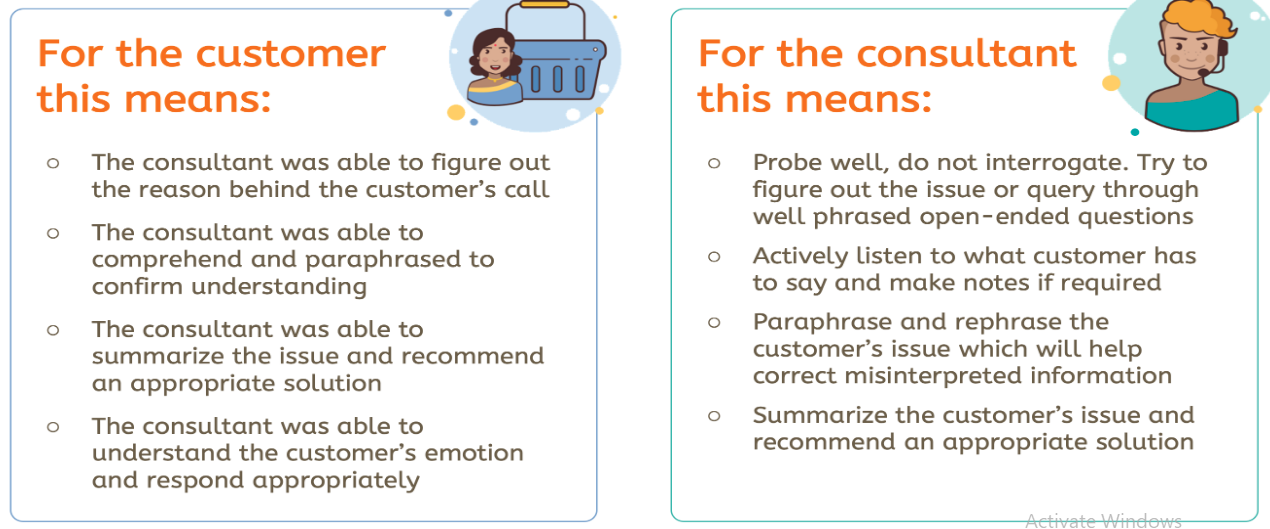 For the customer
this means:
○ The consultant was able to figure out
the reason behind the customer's call
○ The consultant was able to
comprehend and paraphrased to
confirm understanding
○ The consultant was able to
summarize the issue and recommend
an appropriate solution
○ The consultant was able to
understand the customer's emotion
and respond appropriately
For the consultant
this means:
○ Probe well, do not interrogate. Try to
figure out the issue or query through
well phrased open-ended questions
○ Actively listen to what customer has
to say and make notes if required
○ Paraphrase and rephrase the
customer's issue which will help
correct misinterpreted information
○ Summarize the customer's issue and
recommend an appropriate solution
Activate Windows